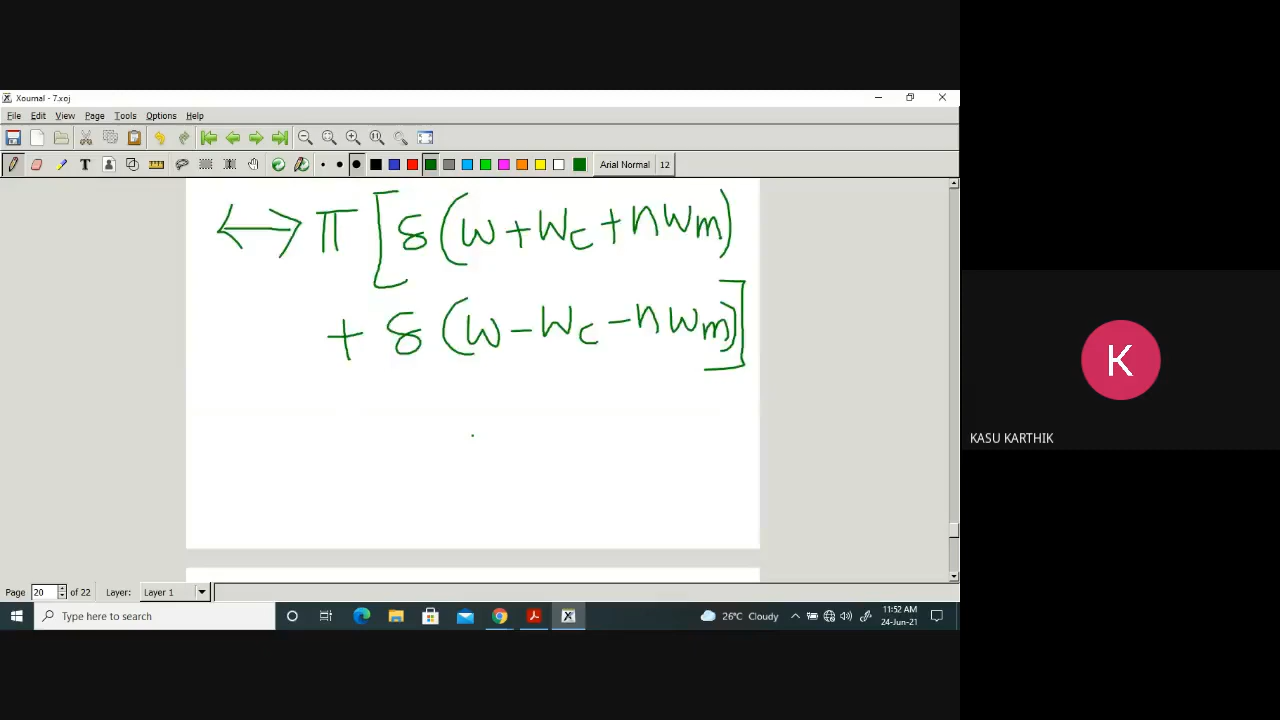 Xournal - 7.xoj
File Edit View Page Tools Options Help
Arial Normal 12
↔ π [δ(ω+ωc+nωm)
+ δ(ω-ωc-nωm)]
K
KASU KARTHIK
Page 20 of 22 Layer: Layer 1
Type here to search
26°C Cloudy
11:52 AM
24-Jun-21